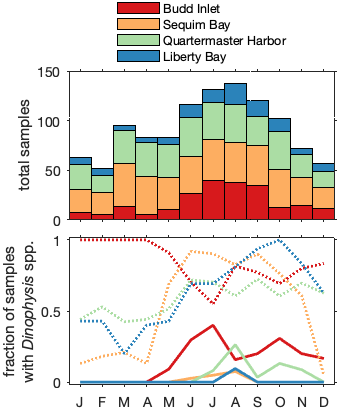 Budd Inlet
Sequim Bay
Quartermaster Harbor
Liberty Bay
150
100
50
0
total samples
1
0.5
0
fraction of samples
with Dinophysis spp.
J F M A M J J A S O N D